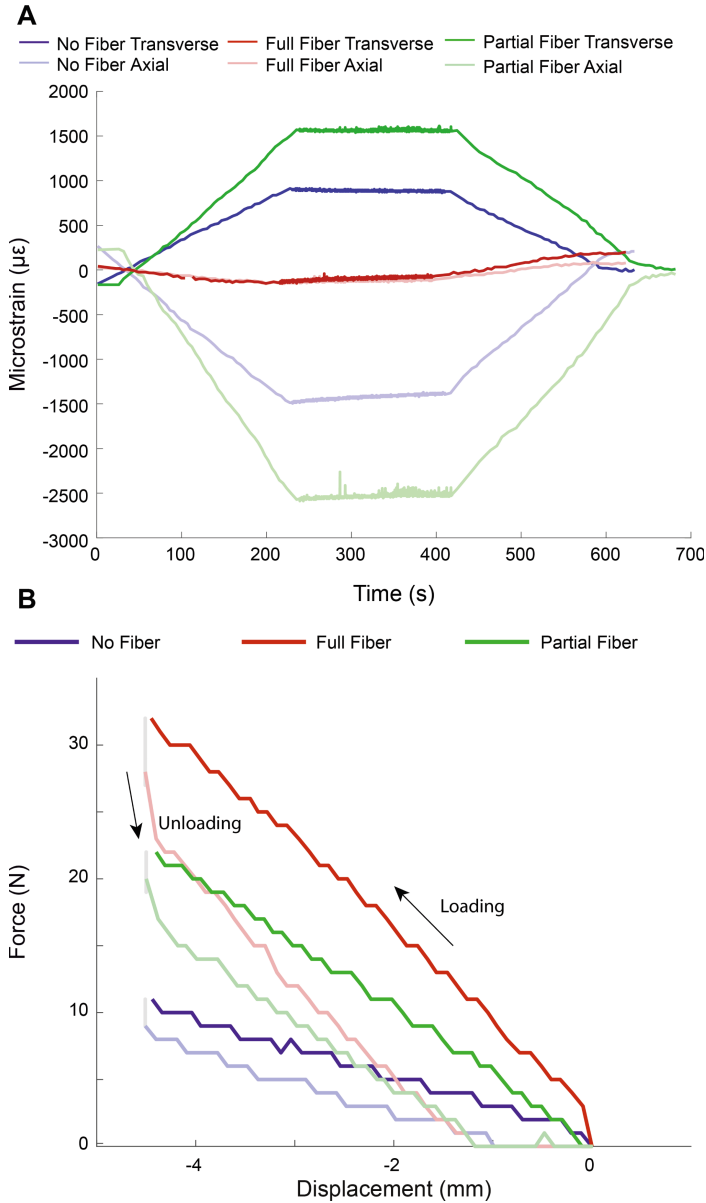 A
No Fiber Transverse Full Fiber Transverse Partial Fiber Transverse
No Fiber Axial Full Fiber Axial Partial Fiber Axial
2000
1500
1000
500
0
-500
-1000
-1500
-2000
-2500
-3000
Microstrain (με)
0 100 200 300 400 500 600 700
Time (s)
B
No Fiber Full Fiber Partial Fiber
30
20
10
0
Force (N)
Unloading
Loading
-4 -2 0
Displacement (mm)